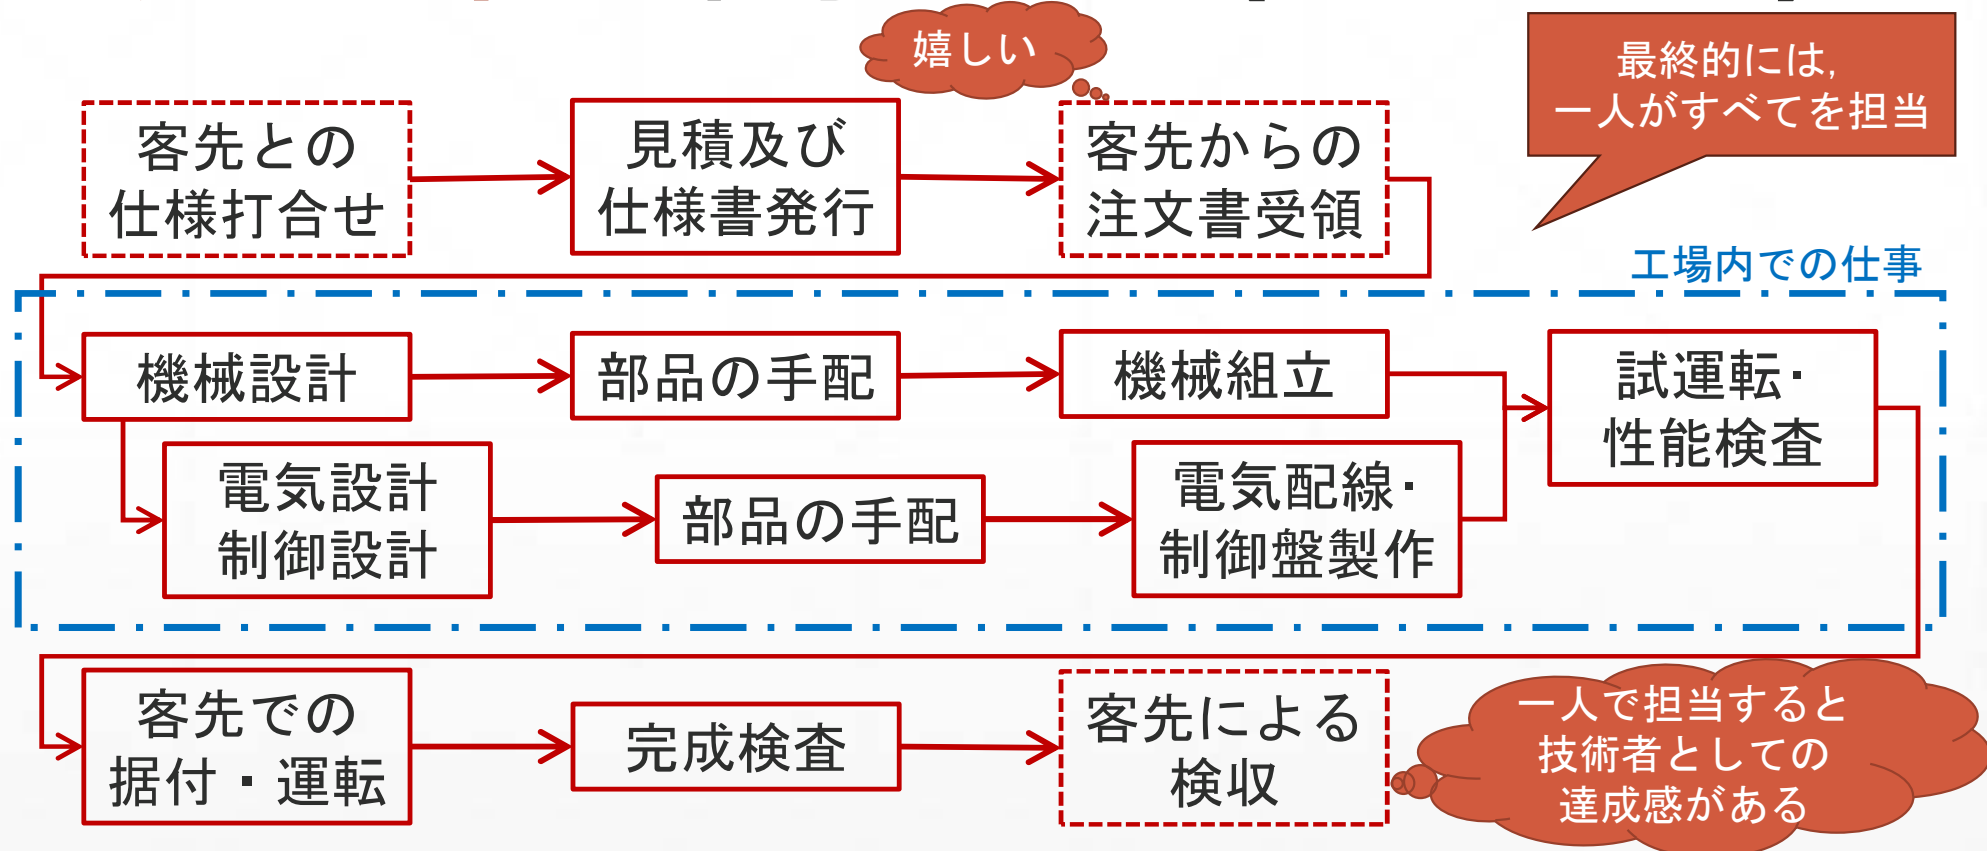 嬉しい
最終的には,
一人がすべてを担当
客先との
仕様打合せ
見積及び
仕様書発行
客先からの
注文書受領
工場内での仕事
機械設計
部品の手配
機械組立
試運転・
性能検査
電気設計
制御設計
部品の手配
電気配線・
制御盤製作
客先での
据付・運転
完成検査
客先による
検収
一人で担当すると
技術者としての
達成感がある